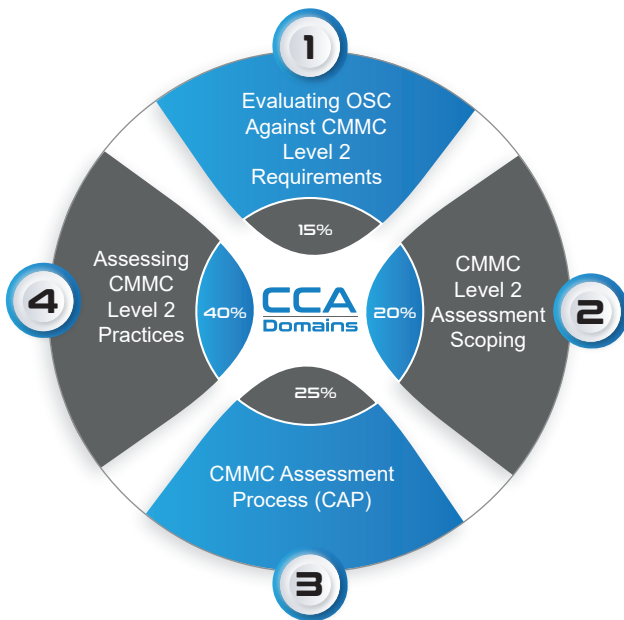 1
Evaluating OSC
Against CMMC
Level 2
Requirements
15%
4
Assessing
CMMC
Level 2
Practices
40%
CCA
Domains
20%
CMMC
Level 2
Assessment
Scoping
2
25%
CMMC Assessment
Process (CAP)
3